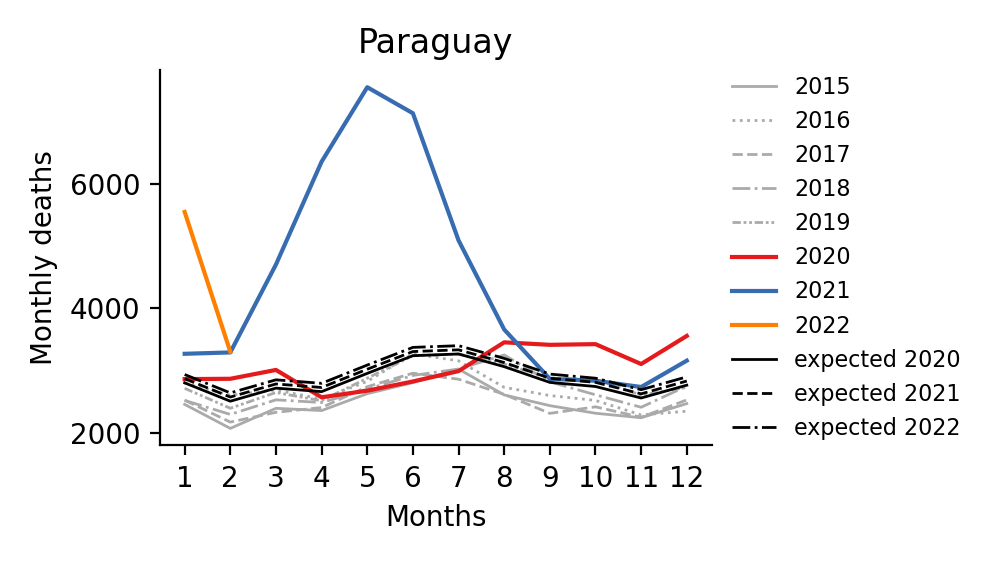 Paraguay
Monthly deaths
6000
4000
2000
1 2 3 4 5 6 7 8 9 10 11 12
Months
2015
2016
2017
2018
2019
2020
2021
2022
expected 2020
expected 2021
expected 2022